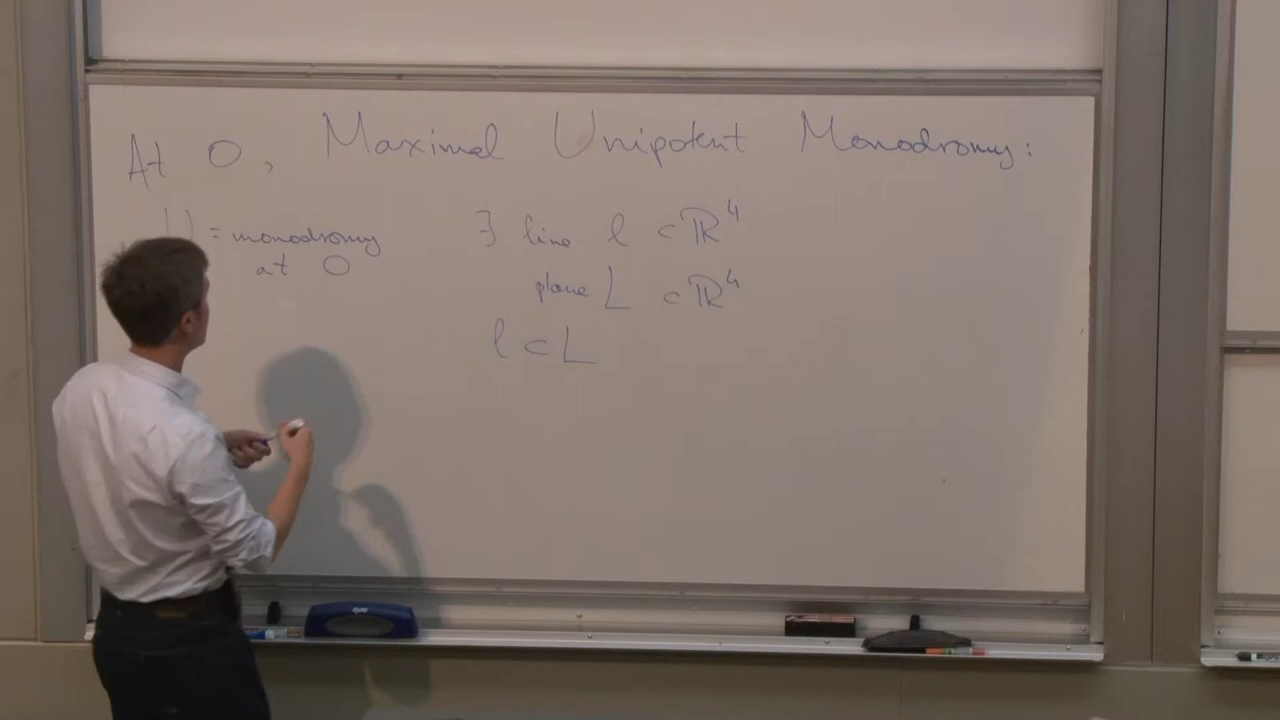 At 0, Maximal Unipotent Monodromy:
U = monodromy
at 0
∃ line l ⊂ ℝ⁴
plane L ⊂ ℝ⁴
l ⊂ L